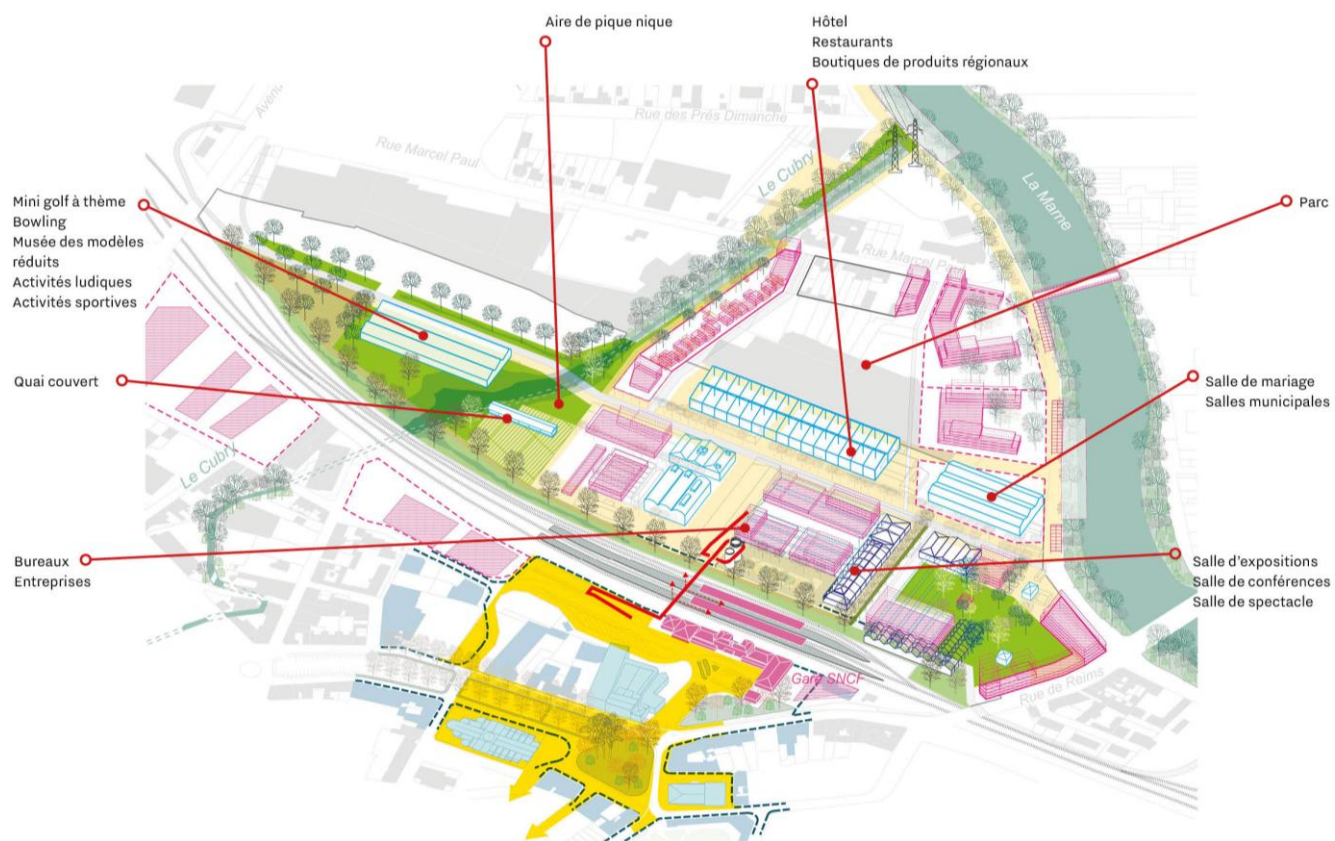 Aire de pique nique
Hôtel
Restaurants
Boutiques de produits régionaux
Rue des Prés Dimanche
Rue Marcel Paul
Le Cubry
La Marne
Mini golf à thème
Bowling
Musée des modèles
réduits
Activités ludiques
Activités sportives
Parc
Rue Marcel
Quai couvert
Salle de mariage
Salles municipales
Le Cubry
Bureaux
Entreprises
Salle d'expositions
Salle de conférences
Salle de spectacle
Gare SNCF
Rue de Reims